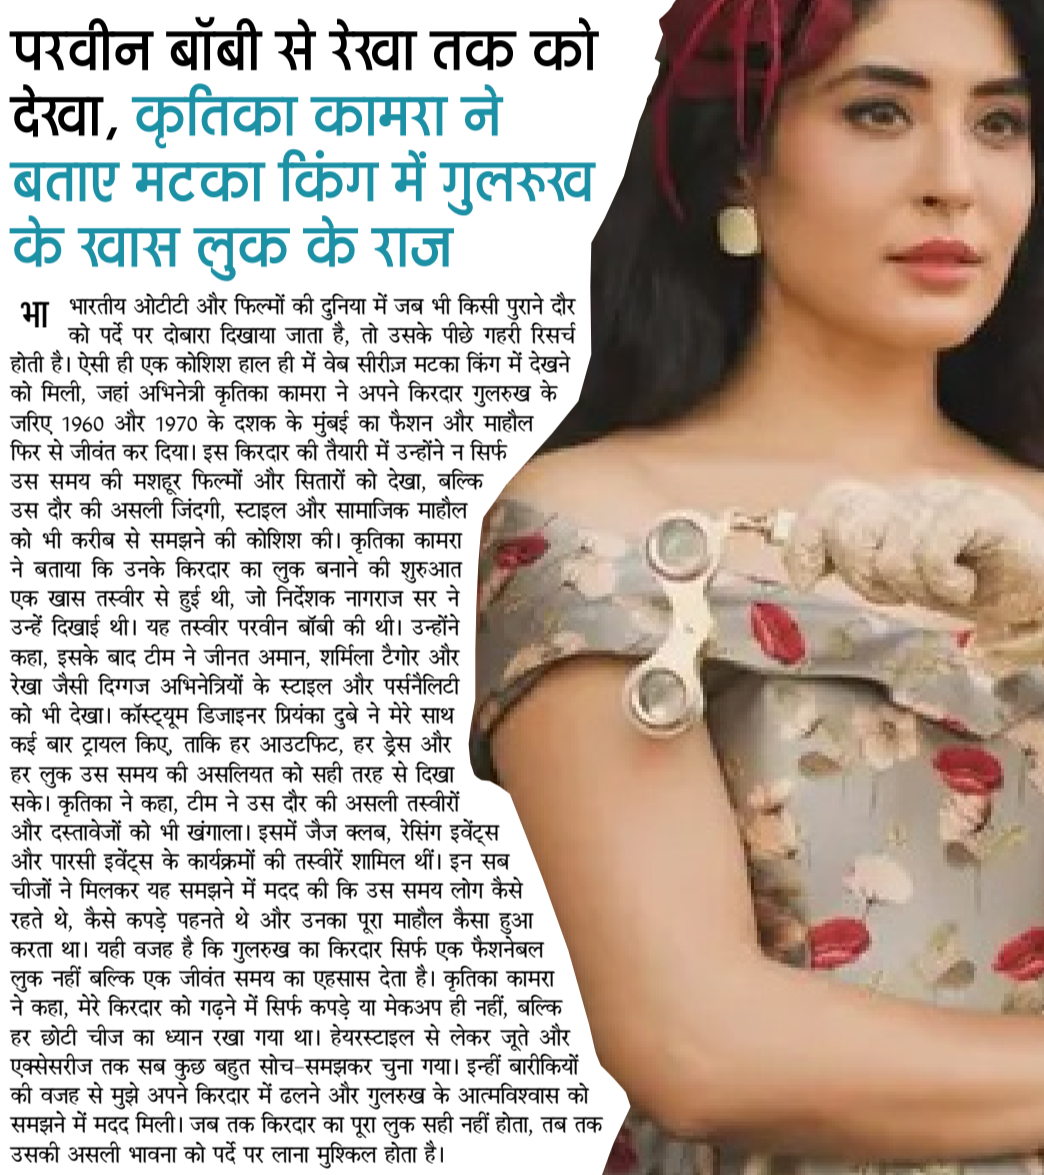 परवीन बॉबी से रेखा तक को
देखा, कृतिका कामरा ने
बताए मटका किंग में गुलरुख
के खास लुक के राज
भा भारतीय ओटीटी और फिल्मों की दुनिया में जब भी किसी पुराने दौर
को पर्दे पर दोबारा दिखाया जाता है, तो उसके पीछे गहरी रिसर्च
होती है। ऐसी ही एक कोशिश हाल ही में वेब सीरीज़ मटका किंग में देखने
को मिली, जहां अभिनेत्री कृतिका कामरा ने अपने किरदार गुलरुख के
जरिए 1960 और 1970 के दशक के मुंबई का फैशन और माहौल
फिर से जीवंत कर दिया। इस किरदार की तैयारी में उन्होंने न सिर्फ
उस समय की मशहूर फिल्मों और सितारों को देखा, बल्कि
उस दौर की असली जिंदगी, स्टाइल और सामाजिक माहौल
को भी करीब से समझने की कोशिश की। कृतिका कामरा
ने बताया कि उनके किरदार का लुक बनाने की शुरुआत
एक खास तस्वीर से हुई थी, जो निर्देशक नागराज सर ने
उन्हें दिखाई थी। यह तस्वीर परवीन बॉबी की थी। उन्होंने
कहा, इसके बाद टीम ने जीनत अमान, शर्मिला टैगोर और
रेखा जैसी दिग्गज अभिनेत्रियों के स्टाइल और पर्सनैलिटी
को भी देखा। कॉस्ट्यूम डिजाइनर प्रियंका दुबे ने मेरे साथ
कई बार ट्रायल किए, ताकि हर आउटफिट, हर ड्रेस और
हर लुक उस समय की असलियत को सही तरह से दिखा
सके। कृतिका ने कहा, टीम ने उस दौर की असली तस्वीरों
और दस्तावेजों को भी खंगाला। इसमें जैज क्लब, रेसिंग इवेंट्स
और पारसी इवेंट्स के कार्यक्रमों की तस्वीरें शामिल थीं। इन सब
चीजों ने मिलकर यह समझने में मदद की कि उस समय लोग कैसे
रहते थे, कैसे कपड़े पहनते थे और उनका पूरा माहौल कैसा हुआ
करता था। यही वजह है कि गुलरुख का किरदार सिर्फ एक फैशनेबल
लुक नहीं बल्कि एक जीवंत समय का एहसास देता है। कृतिका कामरा
ने कहा, मेरे किरदार को गढ़ने में सिर्फ कपड़े या मेकअप ही नहीं, बल्कि
हर छोटी चीज का ध्यान रखा गया था। हेयरस्टाइल से लेकर जूते और
एक्सेसरीज तक सब कुछ बहुत सोच-समझकर चुना गया। इन्हीं बारीकियों
की वजह से मुझे अपने किरदार में ढलने और गुलरुख के आत्मविश्वास को
समझने में मदद मिली। जब तक किरदार का पूरा लुक सही नहीं होता, तब तक
उसकी असली भावना को पर्दे पर लाना मुश्किल होता है।